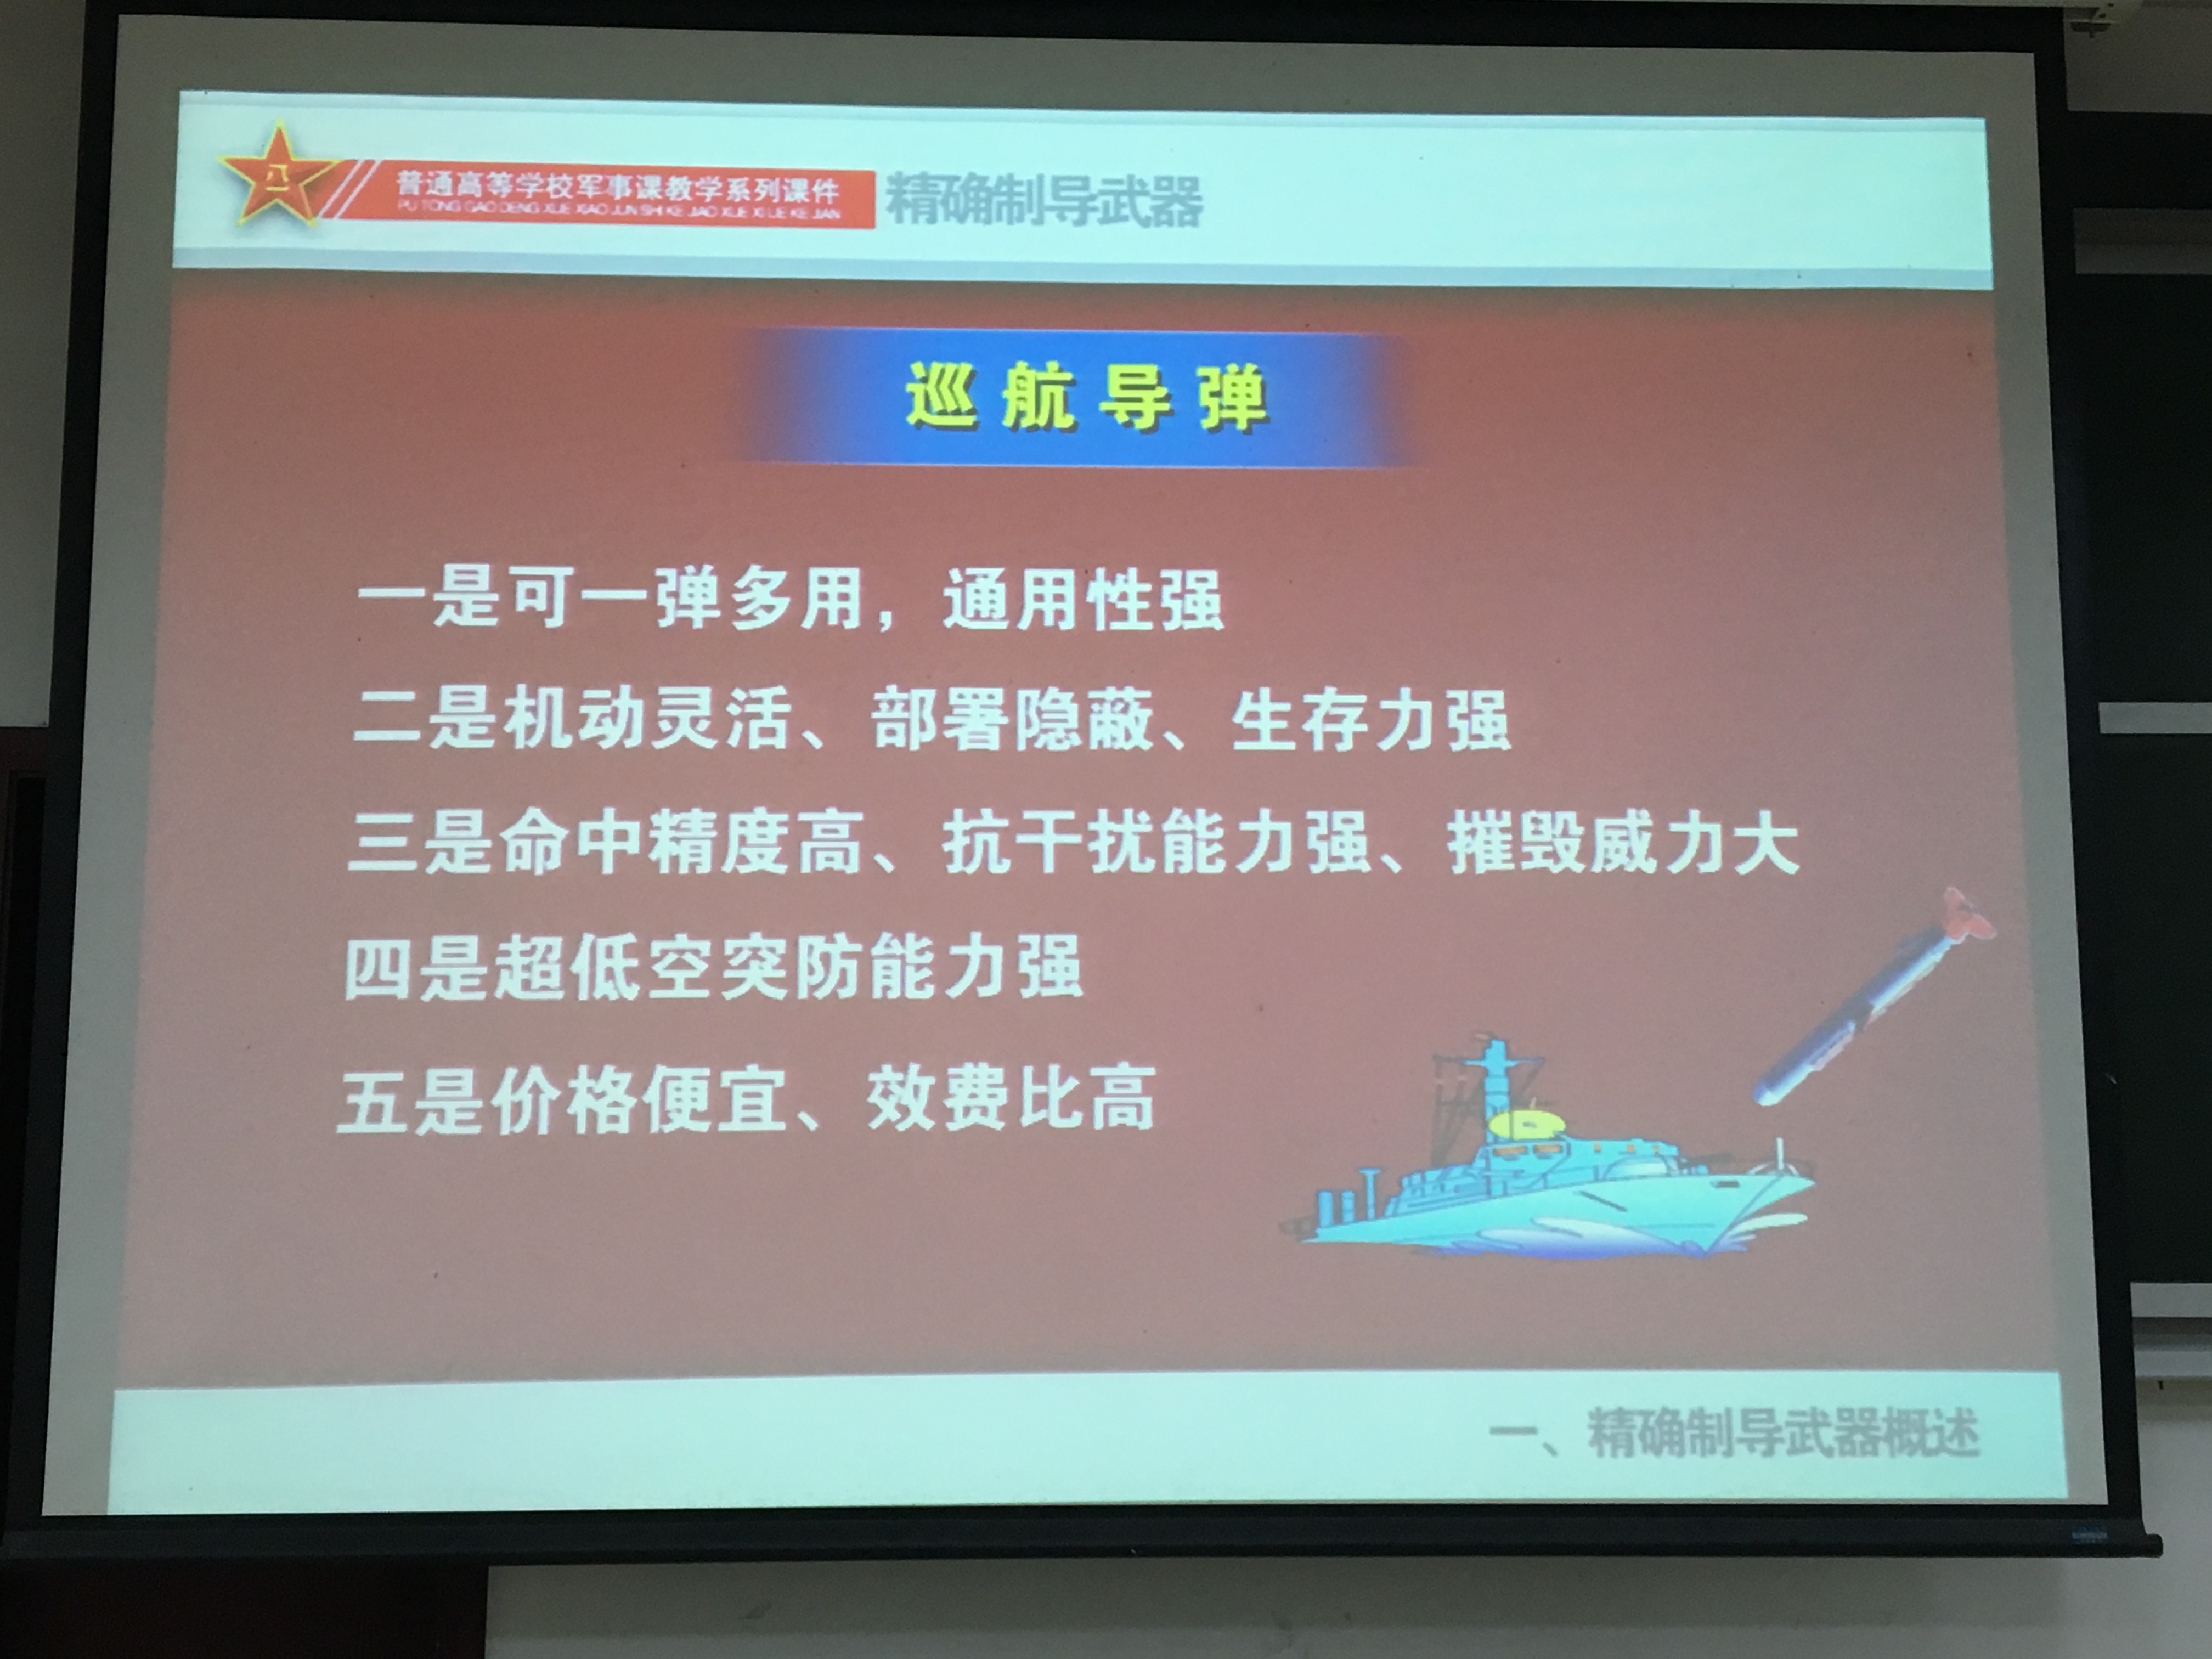 八一
普通高等学校军事课教学系列课件
PU TONG GAO DENG XUE XIAO JUN SHI KE JIAO XUE XI LIE KE JIAN
精确制导武器
巡航导弹
一是可一弹多用，通用性强
二是机动灵活、部署隐蔽、生存力强
三是命中精度高、抗干扰能力强、摧毁威力大
四是超低空突防能力强
五是价格便宜、效费比高
一、精确制导武器概述